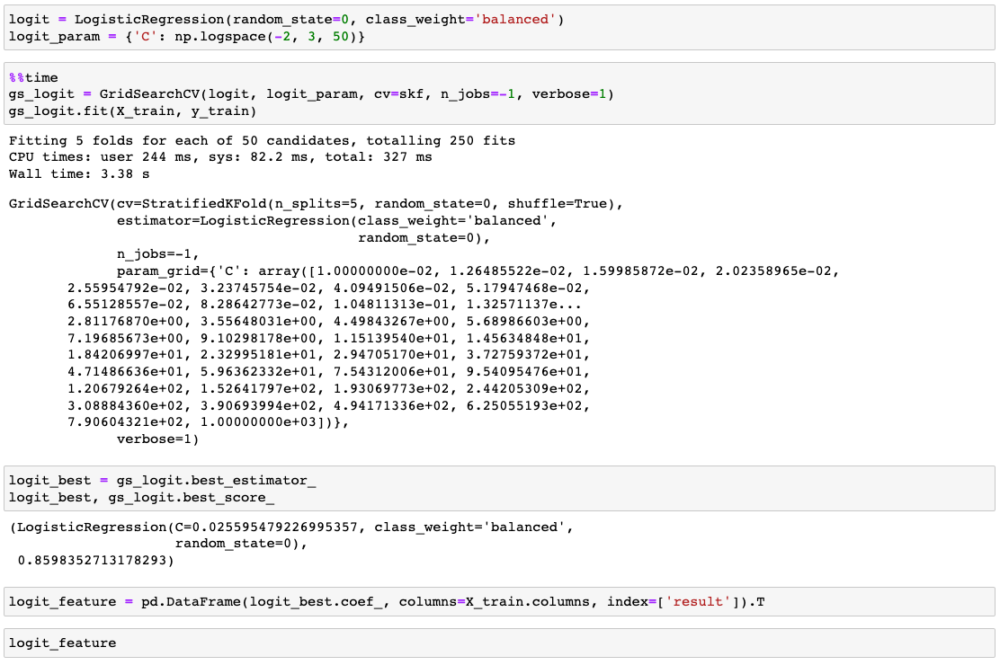 logit = LogisticRegression(random_state=0, class_weight='balanced')
logit_param = {'C': np.logspace(-2, 3, 50)}
%%time
gs_logit = GridSearchCV(logit, logit_param, cv=skf, n_jobs=-1, verbose=1)
gs_logit.fit(X_train, y_train)
Fitting 5 folds for each of 50 candidates, totalling 250 fits
CPU times: user 244 ms, sys: 82.2 ms, total: 327 ms
Wall time: 3.38 s
GridSearchCV(cv=StratifiedKFold(n_splits=5, random_state=0, shuffle=True),
             estimator=LogisticRegression(class_weight='balanced',
                                          random_state=0),
             n_jobs=-1,
             param_grid={'C': array([1.00000000e-02, 1.26485522e-02, 1.59985872e-02, 2.02358965e-02,
       2.55954792e-02, 3.23745754e-02, 4.09491506e-02, 5.17947468e-02,
       6.55128557e-02, 8.28642773e-02, 1.04811313e-01, 1.32571137e...
       2.81176870e+00, 3.55648031e+00, 4.49843267e+00, 5.68986603e+00,
       7.19685673e+00, 9.10298178e+00, 1.15139540e+01, 1.45634848e+01,
       1.84206997e+01, 2.32995181e+01, 2.94705170e+01, 3.72759372e+01,
       4.71486636e+01, 5.96362332e+01, 7.54312006e+01, 9.54095476e+01,
       1.20679264e+02, 1.52641797e+02, 1.93069773e+02, 2.44205309e+02,
       3.08884360e+02, 3.90693994e+02, 4.94171336e+02, 6.25055193e+02,
       7.90604321e+02, 1.00000000e+03])},
             verbose=1)
logit_best = gs_logit.best_estimator_
logit_best, gs_logit.best_score_
(LogisticRegression(C=0.025595479226995357, class_weight='balanced',
                    random_state=0),
 0.8598352713178293)
logit_feature = pd.DataFrame(logit_best.coef_, columns=X_train.columns, index=['result']).T
logit_feature